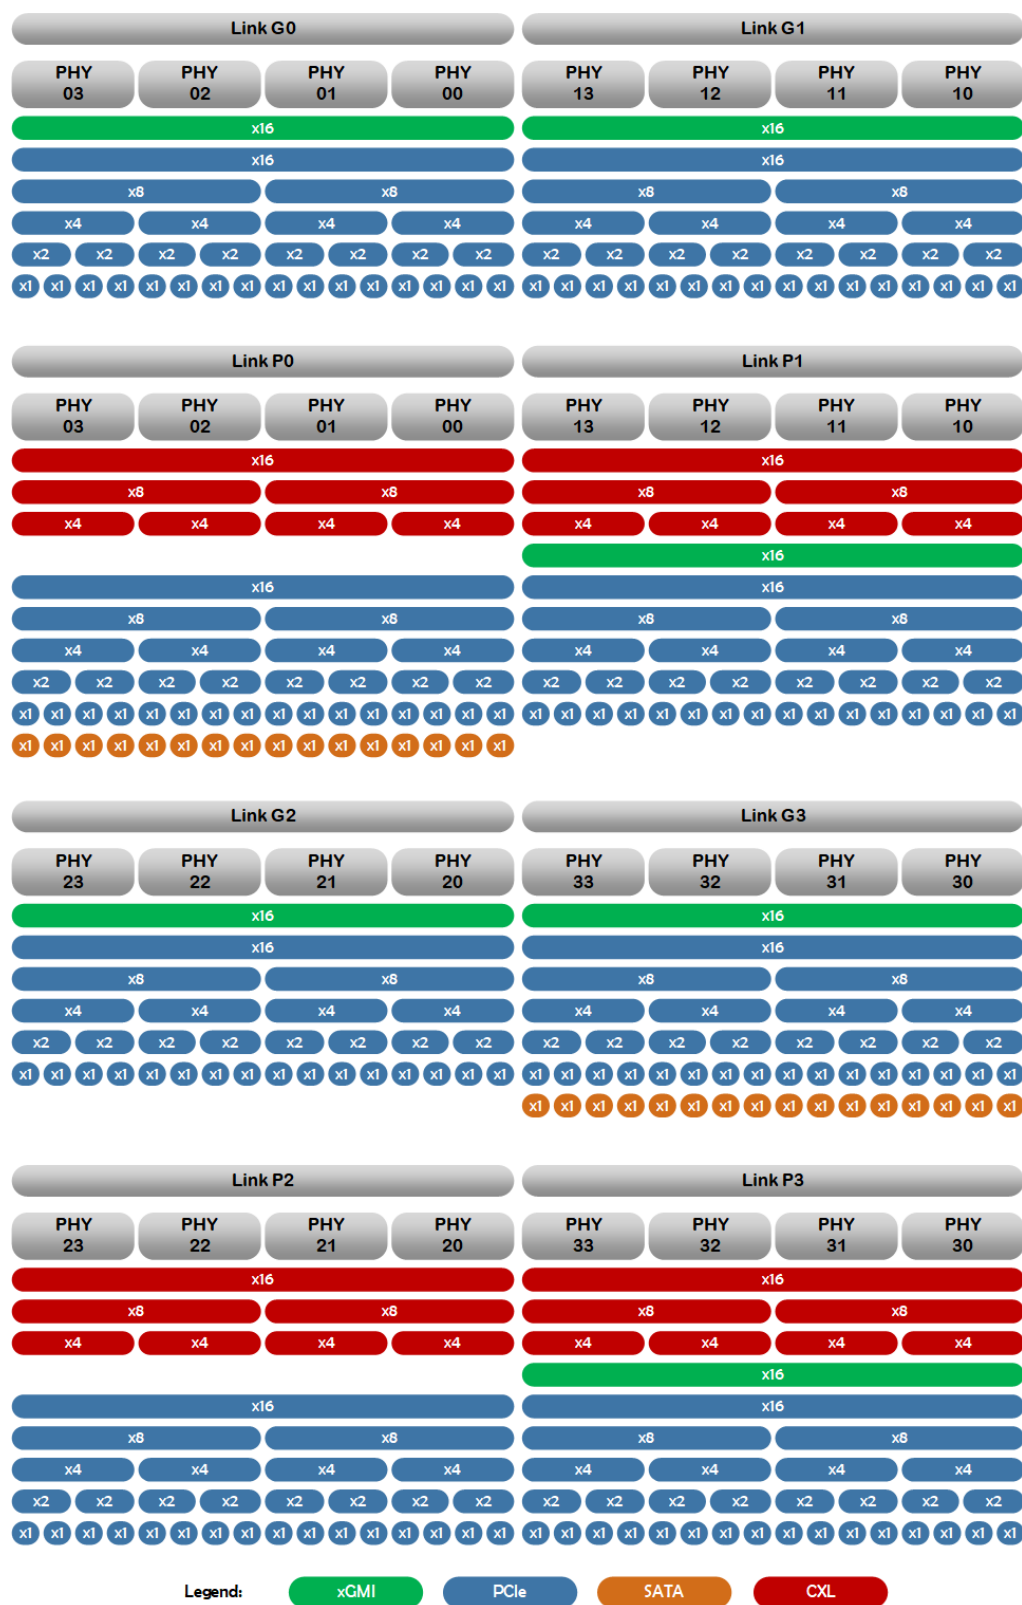 Link G0 Link G1
PHY 03 PHY 02 PHY 01 PHY 00 PHY 13 PHY 12 PHY 11 PHY 10
x16 x16
x16 x16
x8 x8 x8 x8
x4 x4 x4 x4 x4 x4 x4 x4
x2 x2 x2 x2 x2 x2 x2 x2 x2 x2 x2 x2 x2 x2 x2 x2
x1 x1 x1 x1 x1 x1 x1 x1 x1 x1 x1 x1 x1 x1 x1 x1 x1 x1 x1 x1 x1 x1 x1 x1 x1 x1 x1 x1 x1 x1 x1 x1
Link P0 Link P1
PHY 03 PHY 02 PHY 01 PHY 00 PHY 13 PHY 12 PHY 11 PHY 10
x16 x16
x8 x8 x8 x8
x4 x4 x4 x4 x4 x4 x4 x4
x16
x16 x16
x8 x8 x8 x8
x4 x4 x4 x4 x4 x4 x4 x4
x2 x2 x2 x2 x2 x2 x2 x2 x2 x2 x2 x2 x2 x2 x2 x2
x1 x1 x1 x1 x1 x1 x1 x1 x1 x1 x1 x1 x1 x1 x1 x1 x1 x1 x1 x1 x1 x1 x1 x1 x1 x1 x1 x1 x1 x1 x1 x1
x1 x1 x1 x1 x1 x1 x1 x1 x1 x1 x1 x1 x1 x1 x1 x1
Link G2 Link G3
PHY 23 PHY 22 PHY 21 PHY 20 PHY 33 PHY 32 PHY 31 PHY 30
x16 x16
x16 x16
x8 x8 x8 x8
x4 x4 x4 x4 x4 x4 x4 x4
x2 x2 x2 x2 x2 x2 x2 x2 x2 x2 x2 x2 x2 x2 x2 x2
x1 x1 x1 x1 x1 x1 x1 x1 x1 x1 x1 x1 x1 x1 x1 x1 x1 x1 x1 x1 x1 x1 x1 x1 x1 x1 x1 x1 x1 x1 x1 x1
x1 x1 x1 x1 x1 x1 x1 x1 x1 x1 x1 x1 x1 x1 x1 x1
Link P2 Link P3
PHY 23 PHY 22 PHY 21 PHY 20 PHY 33 PHY 32 PHY 31 PHY 30
x16 x16
x8 x8 x8 x8
x4 x4 x4 x4 x4 x4 x4 x4
x16
x16 x16
x8 x8 x8 x8
x4 x4 x4 x4 x4 x4 x4 x4
x2 x2 x2 x2 x2 x2 x2 x2 x2 x2 x2 x2 x2 x2 x2 x2
x1 x1 x1 x1 x1 x1 x1 x1 x1 x1 x1 x1 x1 x1 x1 x1 x1 x1 x1 x1 x1 x1 x1 x1 x1 x1 x1 x1 x1 x1 x1 x1
Legend: xGMI PCIe SATA CXL